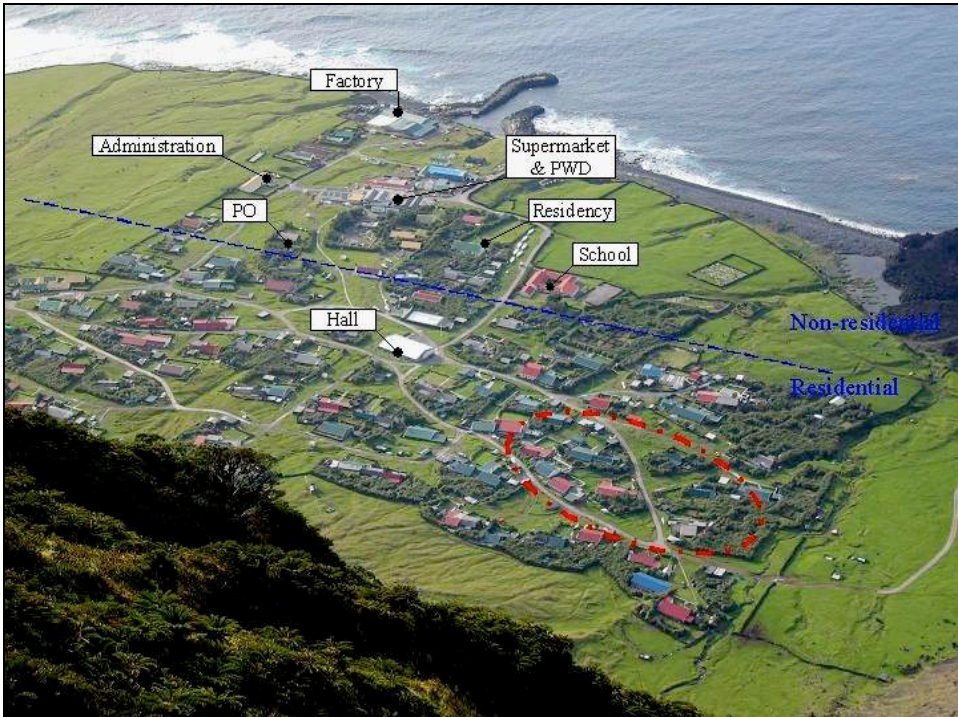 Factory
Administration
Supermarket
& PWD
PO
Residency
School
Hall
Non-residential
Residential